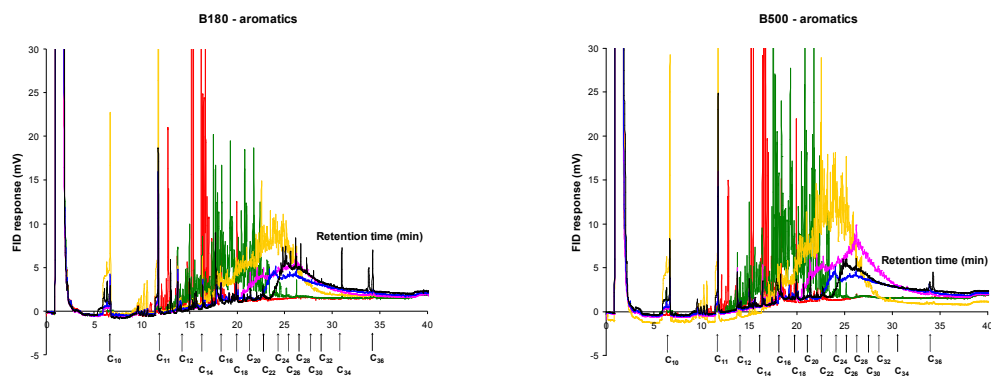 B180 - aromatics
30
25
20
15
10
5
0
-5
FID response (mV)
0 5 10 15 20 25 30 35 40
Retention time (min)
C10 C11 C12 C16 C20 C24 C28 C32 C36
C14 C18 C22 C26 C30 C34
B500 - aromatics
30
25
20
15
10
5
0
-5
FID response (mV)
0 5 10 15 20 25 30 35 40
Retention time (min)
C10 C11 C12 C16 C20 C24 C28 C32 C36
C14 C18 C22 C26 C30 C34